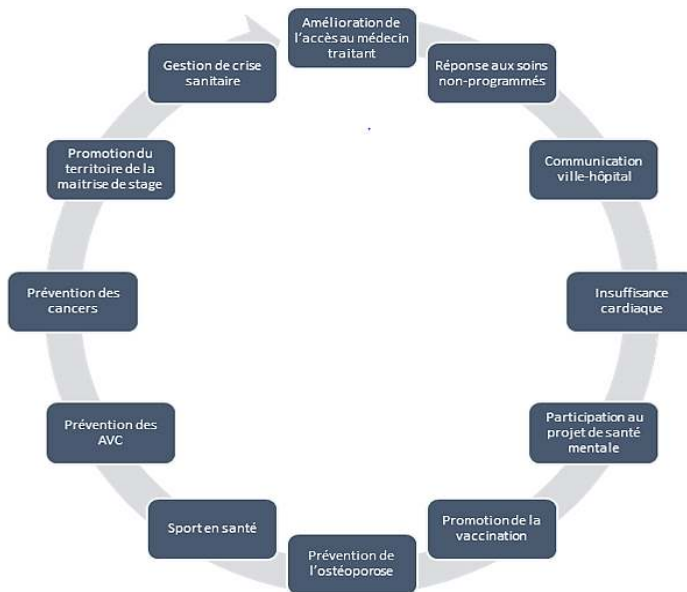 Amélioration de
l'accès au médecin
traitant
Réponse aux soins
non-programmés
Communication
ville-hôpital
Insuffisance
cardiaque
Participation au
projet de santé
mentale
Promotion de la
vaccination
Prévention de
l'ostéoporose
Sport en santé
Prévention des
AVC
Prévention des
cancers
Promotion du
territoire de la
maitrise de stage
Gestion de crise
sanitaire